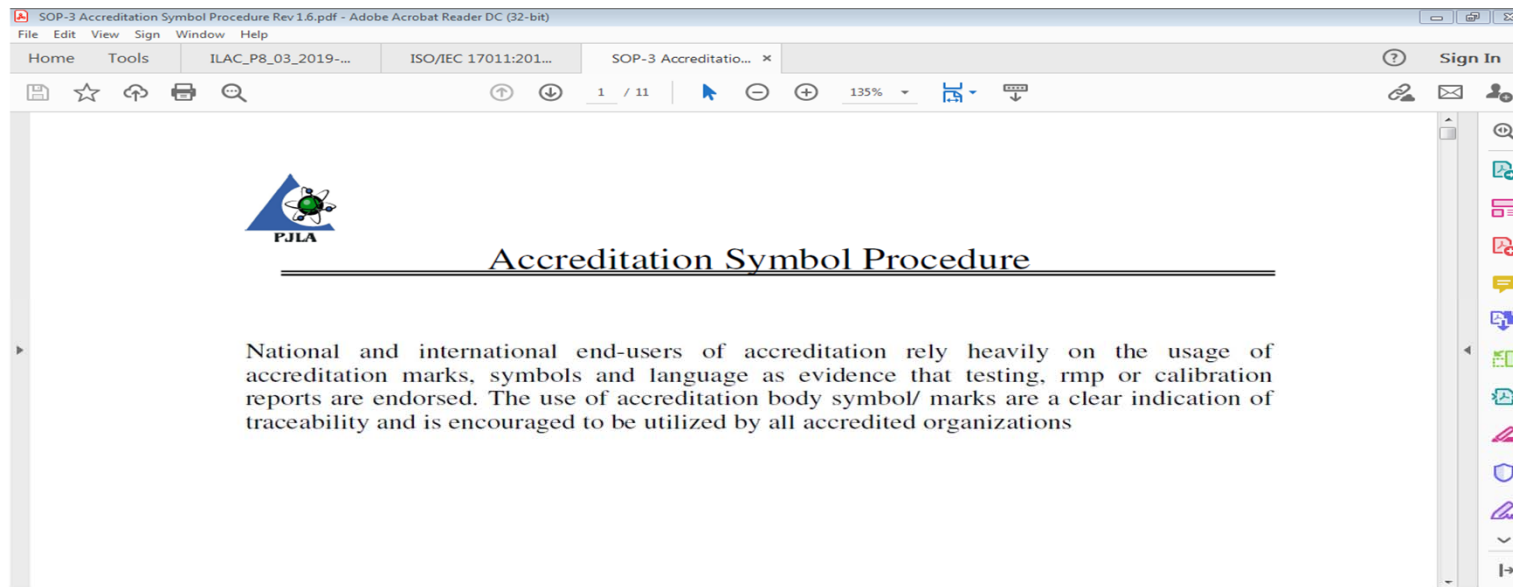 SOP-3 Accreditation Symbol Procedure Rev 1.6.pdf - Adobe Acrobat Reader DC (32-bit)
File Edit View Sign Window Help
Home Tools ILAC_P8_03_2019-... ISO/IEC 17011:201... SOP-3 Accreditatio... × Sign In
1 / 11 135%
PJLA
Accreditation Symbol Procedure
National and international end-users of accreditation rely heavily on the usage of
accreditation marks, symbols and language as evidence that testing, rmp or calibration
reports are endorsed. The use of accreditation body symbol/ marks are a clear indication of
traceability and is encouraged to be utilized by all accredited organizations